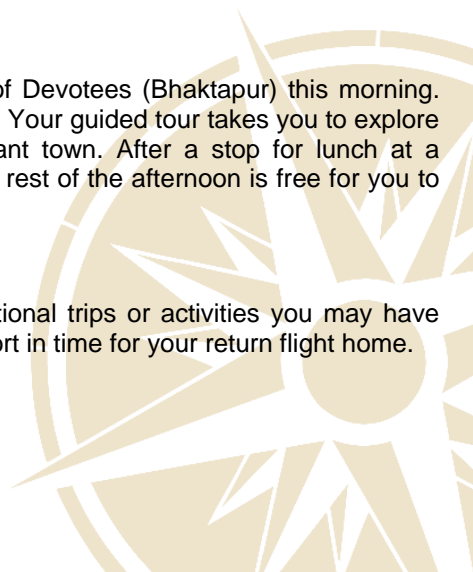 of Devotees (Bhaktapur) this morning.
Your guided tour takes you to explore
ant town. After a stop for lunch at a
rest of the afternoon is free for you to
tional trips or activities you may have
ort in time for your return flight home.